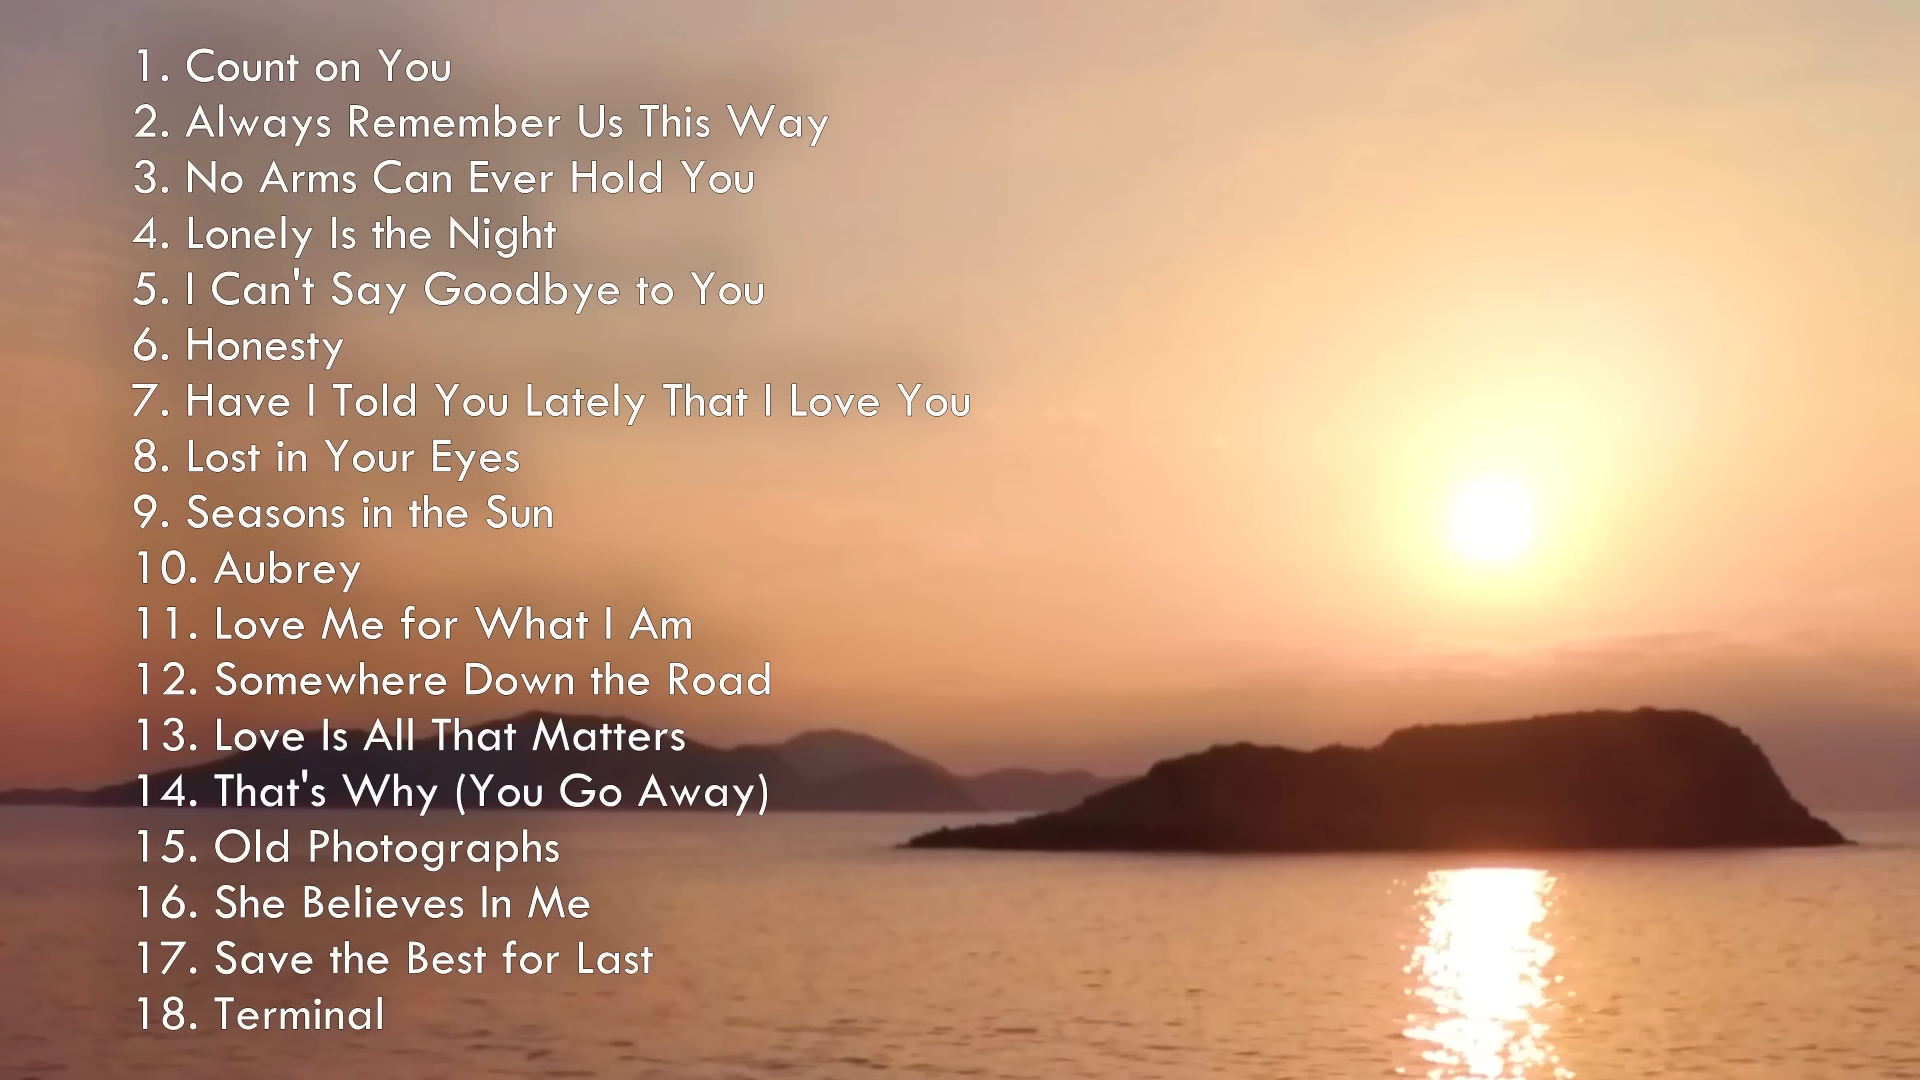 1. Count on You
2. Always Remember Us This Way
3. No Arms Can Ever Hold You
4. Lonely Is the Night
5. I Can't Say Goodbye to You
6. Honesty
7. Have I Told You Lately That I Love You
8. Lost in Your Eyes
9. Seasons in the Sun
10. Aubrey
11. Love Me for What I Am
12. Somewhere Down the Road
13. Love Is All That Matters
14. That's Why (You Go Away)
15. Old Photographs
16. She Believes In Me
17. Save the Best for Last
18. Terminal